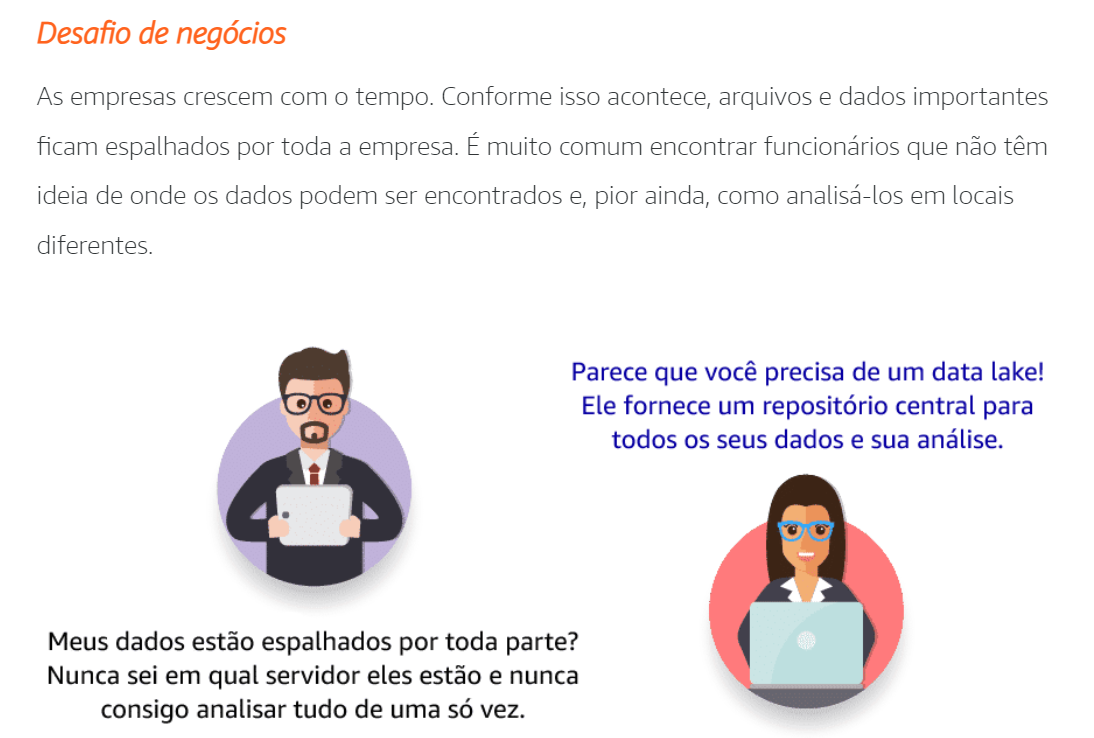 Desafio de negócios
As empresas crescem com o tempo. Conforme isso acontece, arquivos e dados importantes
ficam espalhados por toda a empresa. É muito comum encontrar funcionários que não têm
ideia de onde os dados podem ser encontrados e, pior ainda, como analisá-los em locais
diferentes.
Parece que você precisa de um data lake!
Ele fornece um repositório central para
todos os seus dados e sua análise.
Meus dados estão espalhados por toda parte?
Nunca sei em qual servidor eles estão e nunca
consigo analisar tudo de uma só vez.